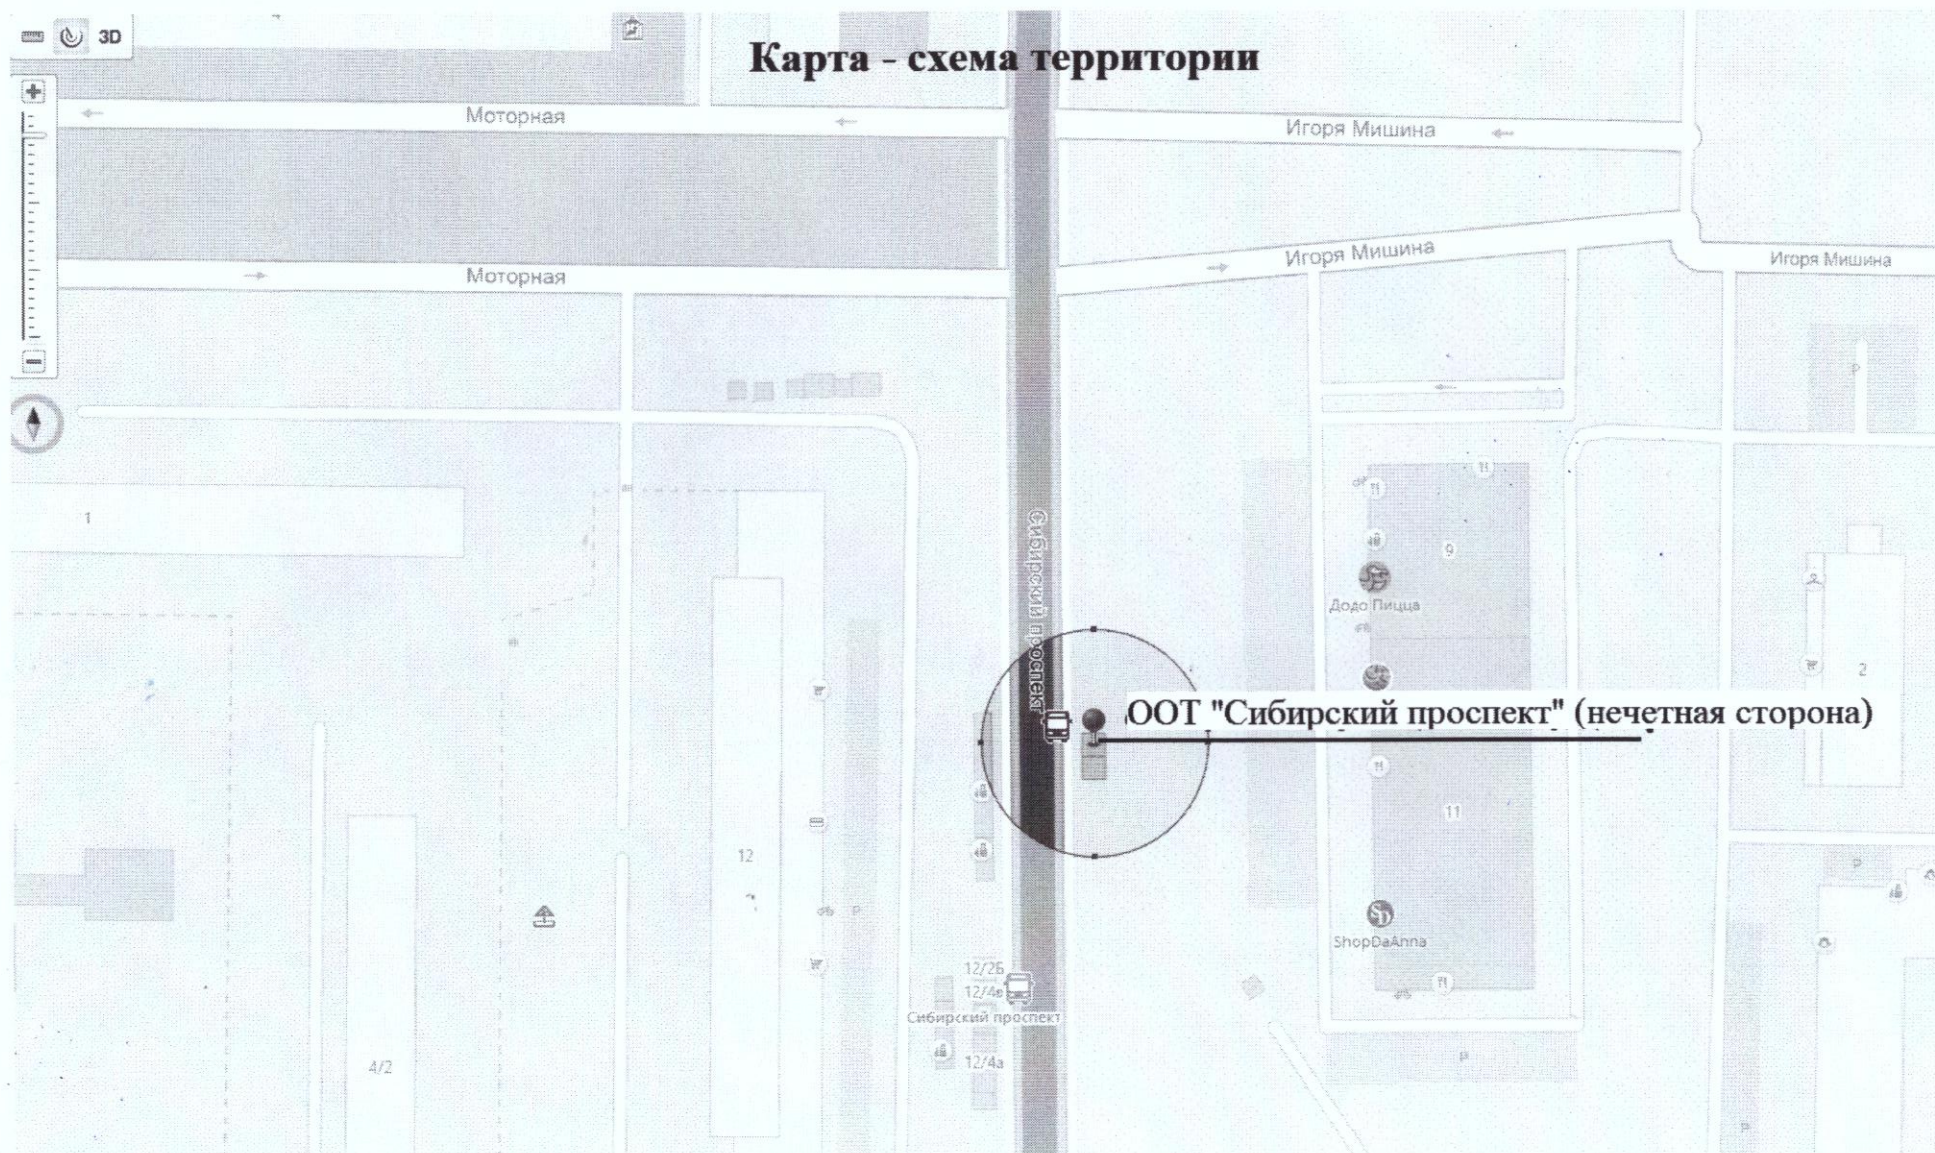 3D
Карта - схема территории
Моторная
Игоря Мишина
Моторная
Игоря Мишина
Игоря Мишина
P
1
Сибирский проспект
9
Додо Пицца
2
ООТ "Сибирский проспект" (нечетная сторона)
11
12
P
P
SD
ShopDaAnna
12/2Б
12/4в
Сибирский проспект
12/4а
4/2
P
P